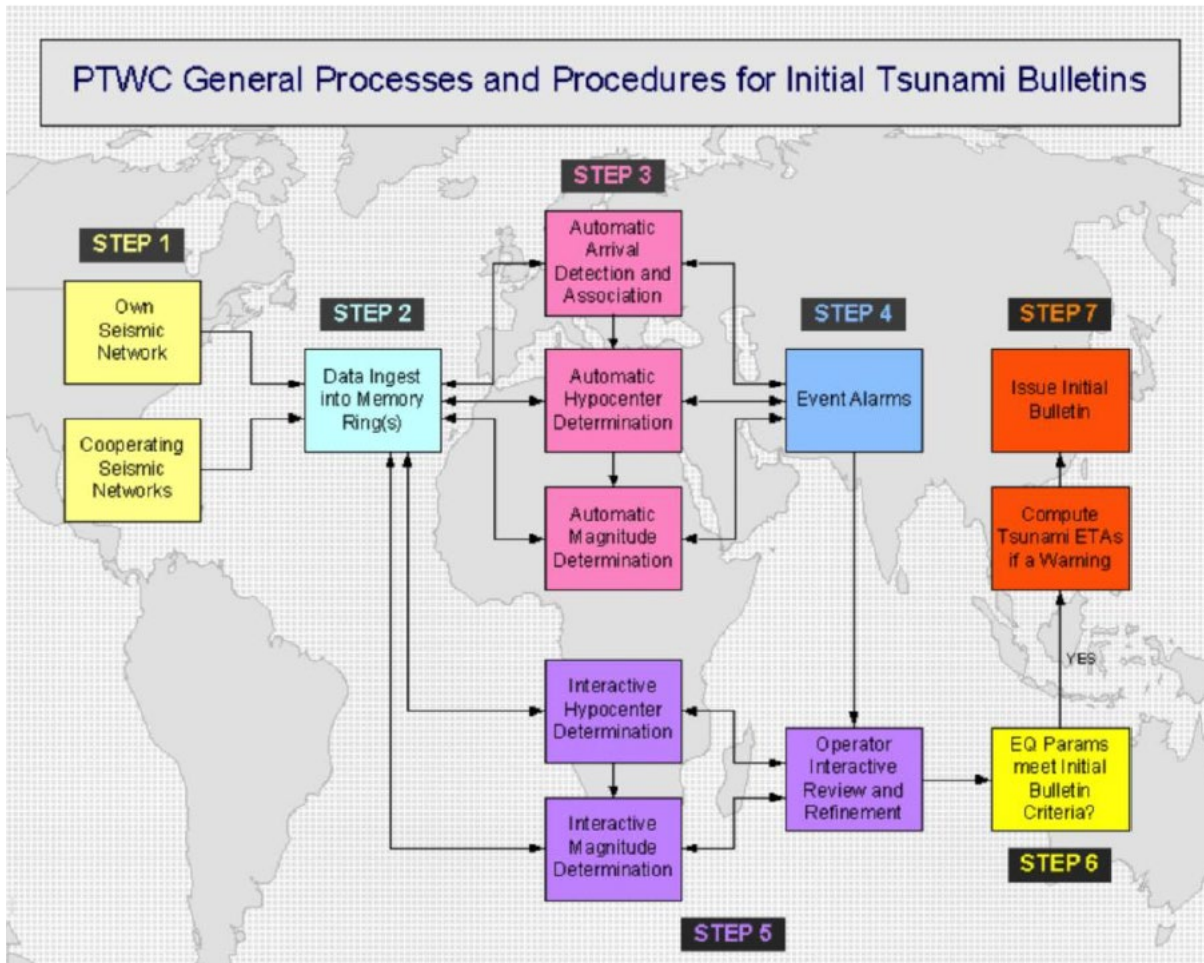 PTWC General Processes and Procedures for Initial Tsunami Bulletins
STEP 1
Own
Seismic
Network
Cooperating
Seismic
Networks
STEP 2
Data Ingest
into Memory
Ring(s)
STEP 3
Automatic
Arrival
Detection and
Association
Automatic
Hypocenter
Determination
Automatic
Magnitude
Determination
STEP 4
Event Alarms
Interactive
Hypocenter
Determination
Interactive
Magnitude
Determination
Operator
Interactive
Review and
Refinement
STEP 5
EQ Params
meet Initial
Bulletin
Criteria?
STEP 6
YES
STEP 7
Compute
Tsunami ETAs
if a Warning
Issue Initial
Bulletin